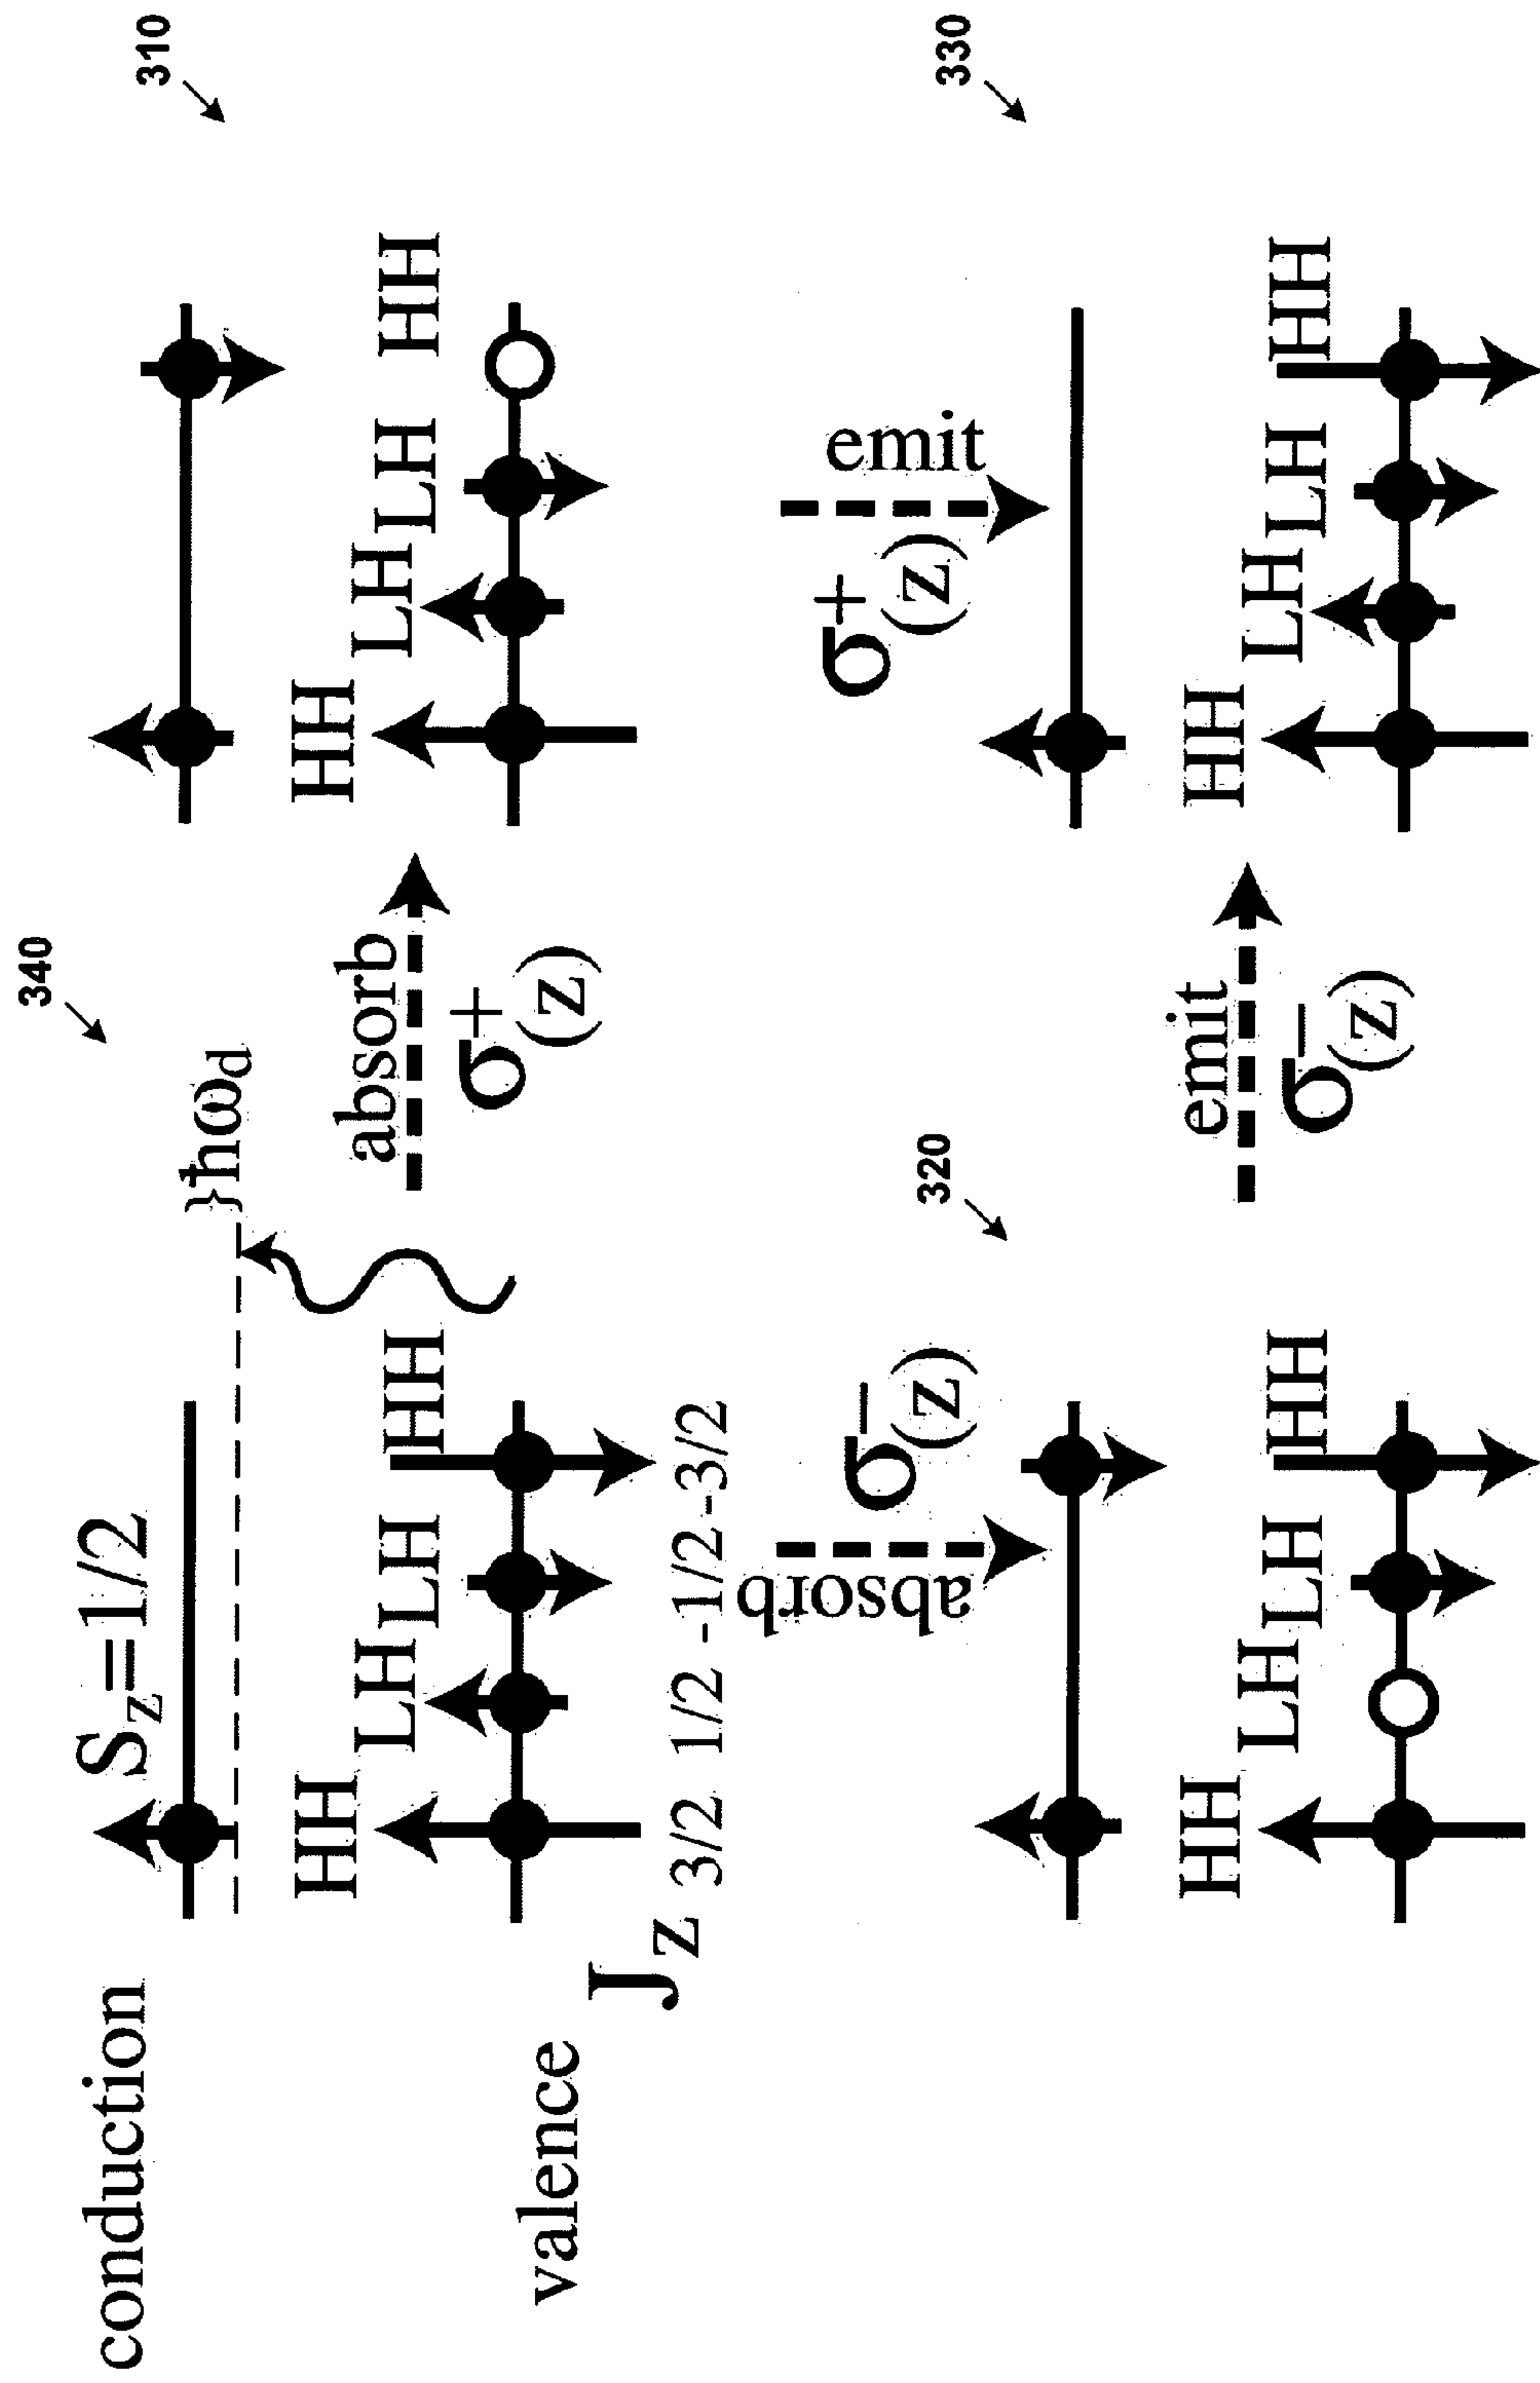 340
310
conduction
S_z=1/2
}ħω_d
HH LH LH HH
absorb
σ^+_(z)
HH LH LH HH
valence
J_z 3/2 1/2 -1/2 -3/2
absorb
σ^-_(z)
σ^+_(z)
emit
320
330
HH LH LH HH
emit
σ^-_(z)
HH LH LH HH